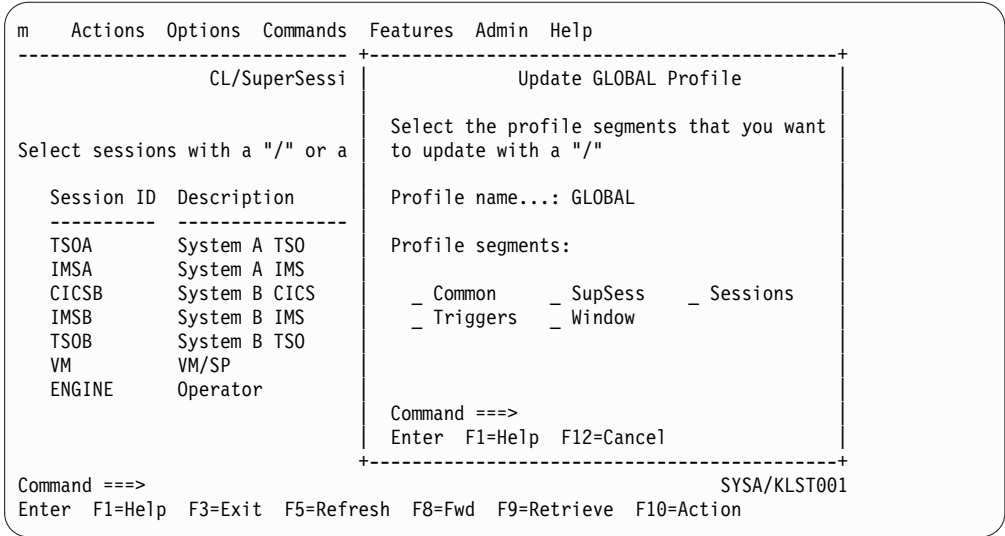 m    Actions  Options  Commands  Features  Admin  Help
------------------------------- +-------------------------------------------+
                  CL/SuperSessi |              Update GLOBAL Profile        |
                                |  Select the profile segments that you want |
Select sessions with a "/" or a |  to update with a "/"                     |
   Session ID  Description      |  Profile name...: GLOBAL                  |
   ----------  ---------------- |                                           |
   TSOA        System A TSO     |  Profile segments:                        |
   IMSA        System A IMS     |                                           |
   CICSB       System B CICS    |    _ Common     _ SupSess    _ Sessions   |
   IMSB        System B IMS     |    _ Triggers   _ Window                  |
   TSOB        System B TSO     |                                           |
   VM          VM/SP            |                                           |
   ENGINE      Operator         |                                           |
                                |  Command ===>                             |
                                |  Enter  F1=Help  F12=Cancel               |
                                +-------------------------------------------+
Command ===>                                                     SYSA/KLST001
Enter  F1=Help  F3=Exit  F5=Refresh  F8=Fwd  F9=Retrieve  F10=Action